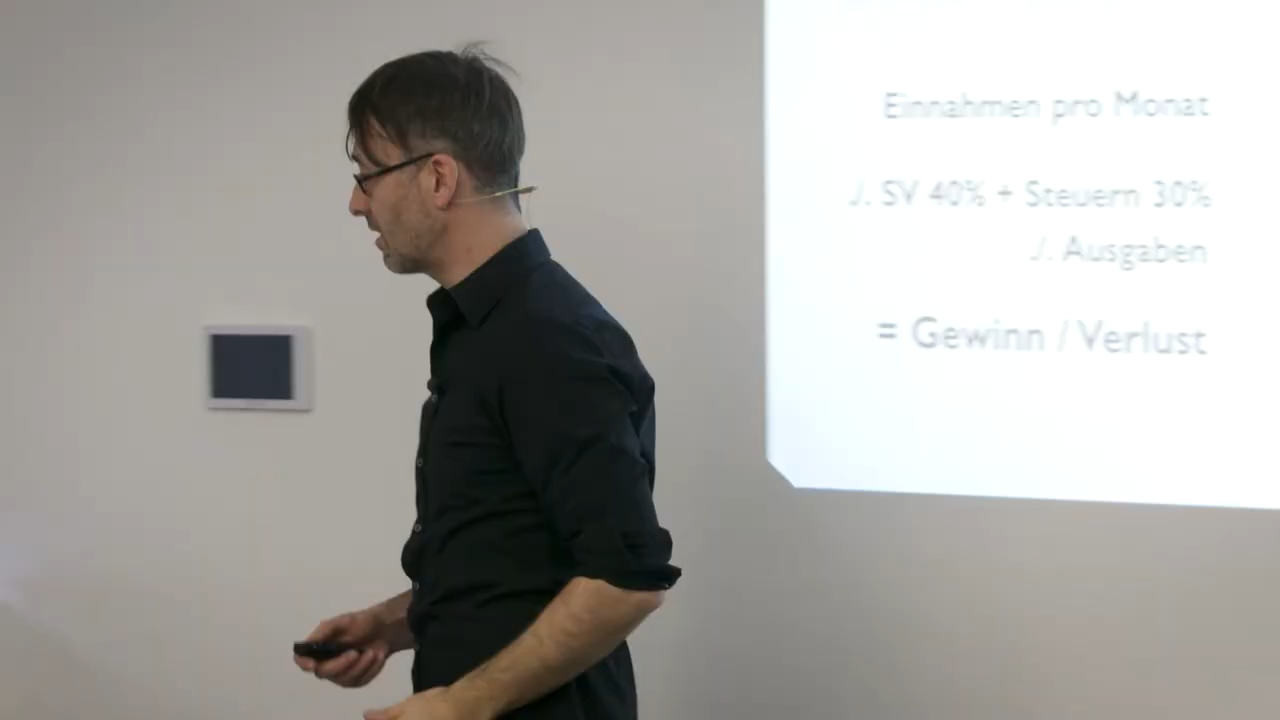 Einnahmen pro Monat
./. SV 40% + Steuern 30%
./. Ausgaben
= Gewinn / Verlust